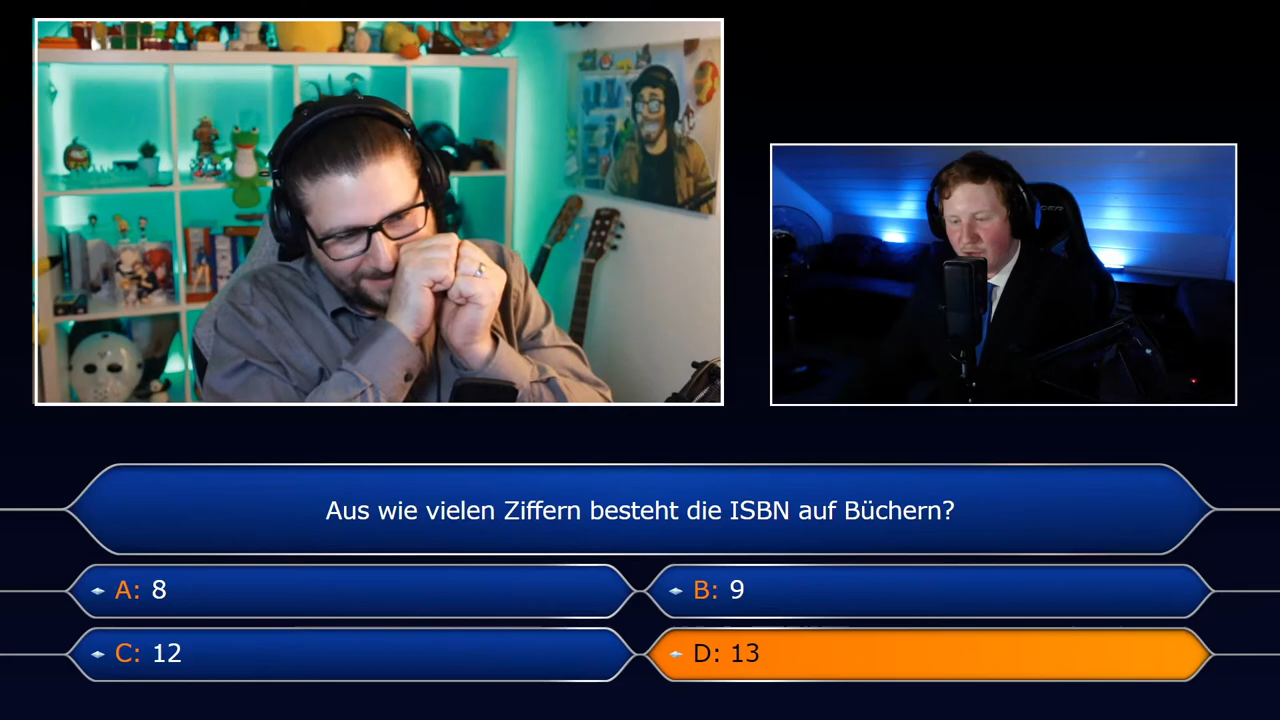 Aus wie vielen Ziffern besteht die ISBN auf Büchern?
A: 8
B: 9
C: 12
D: 13